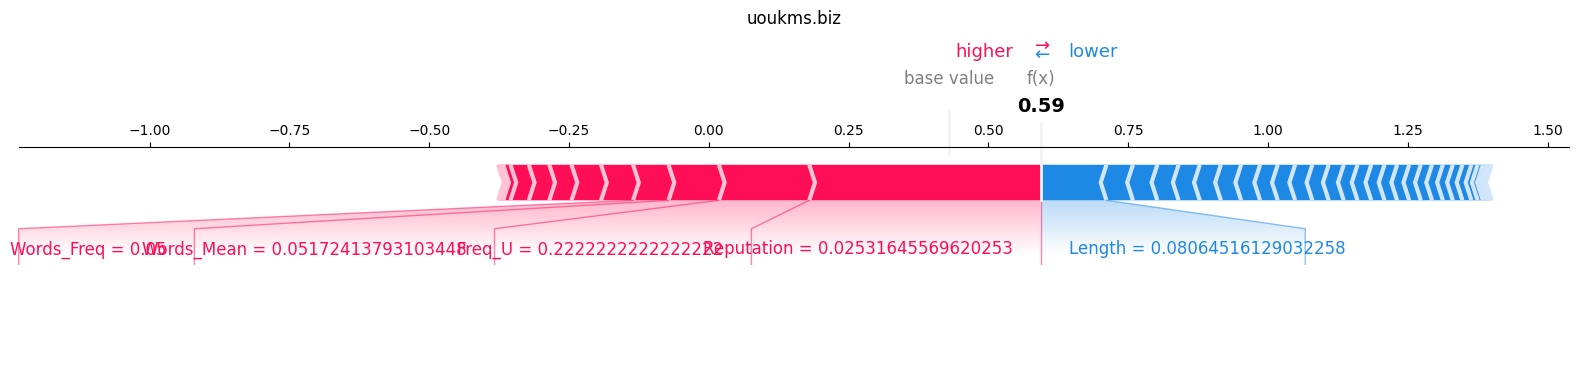 uoukms.biz
higher → lower
←
base value f(x)
0.59
−1.00 −0.75 −0.50 −0.25 0.00 0.25 0.50 0.75 1.00 1.25 1.50
Words_Freq = 0.05 Words_Mean = 0.05172413793103448 Freq_U = 0.2222222222222222 Reputation = 0.02531645569620253 Length = 0.08064516129032258